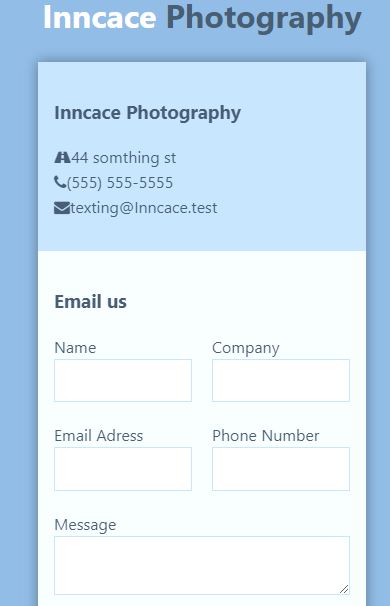 Inncace Photography
Inncace Photography
44 somthing st
(555) 555-5555
texting@Inncace.test
Email us
Name Company
Email Adress Phone Number
Message